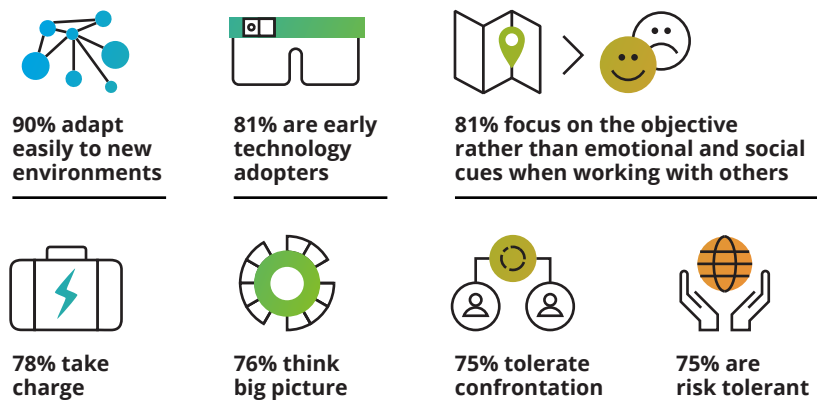 90% adapt
easily to new
environments
81% are early
technology
adopters
81% focus on the objective
rather than emotional and social
cues when working with others
78% take
charge
76% think
big picture
75% tolerate
confrontation
75% are
risk tolerant